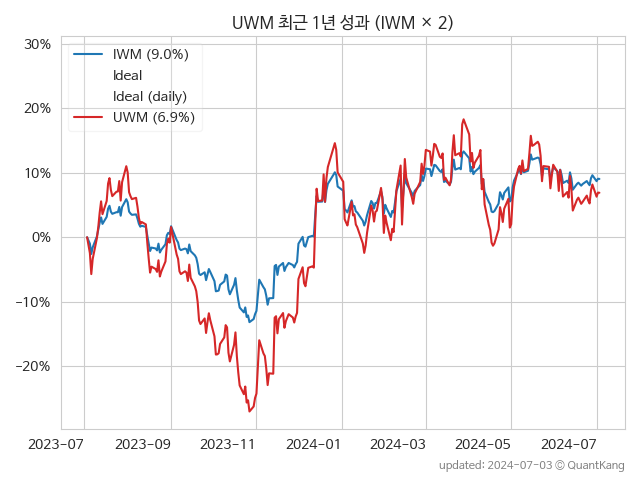 UWM 최근 1년 성과 (IWM × 2)
30%
20%
10%
0%
−10%
−20%
IWM (9.0%)
Ideal
Ideal (daily)
UWM (6.9%)
2023-07
2023-09
2023-11
2024-01
2024-03
2024-05
2024-07
updated: 2024-07-03 © QuantKang